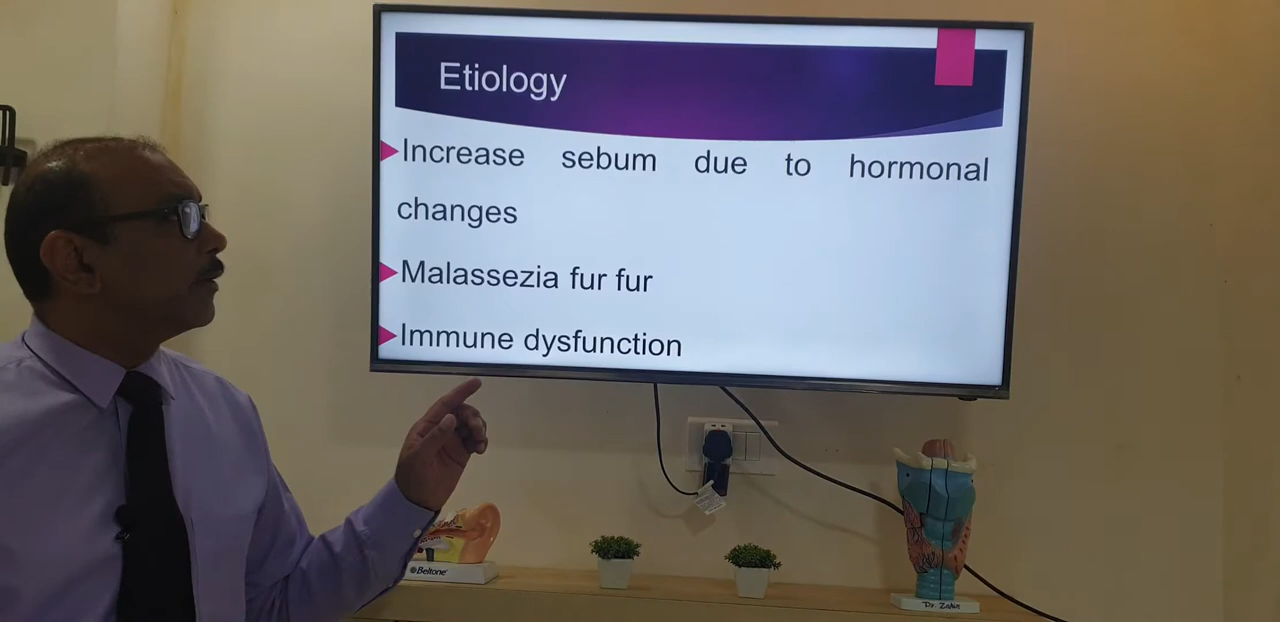 Etiology
Increase sebum due to hormonal
changes
Malassezia fur fur
Immune dysfunction
Beltone
Dr. Zahir